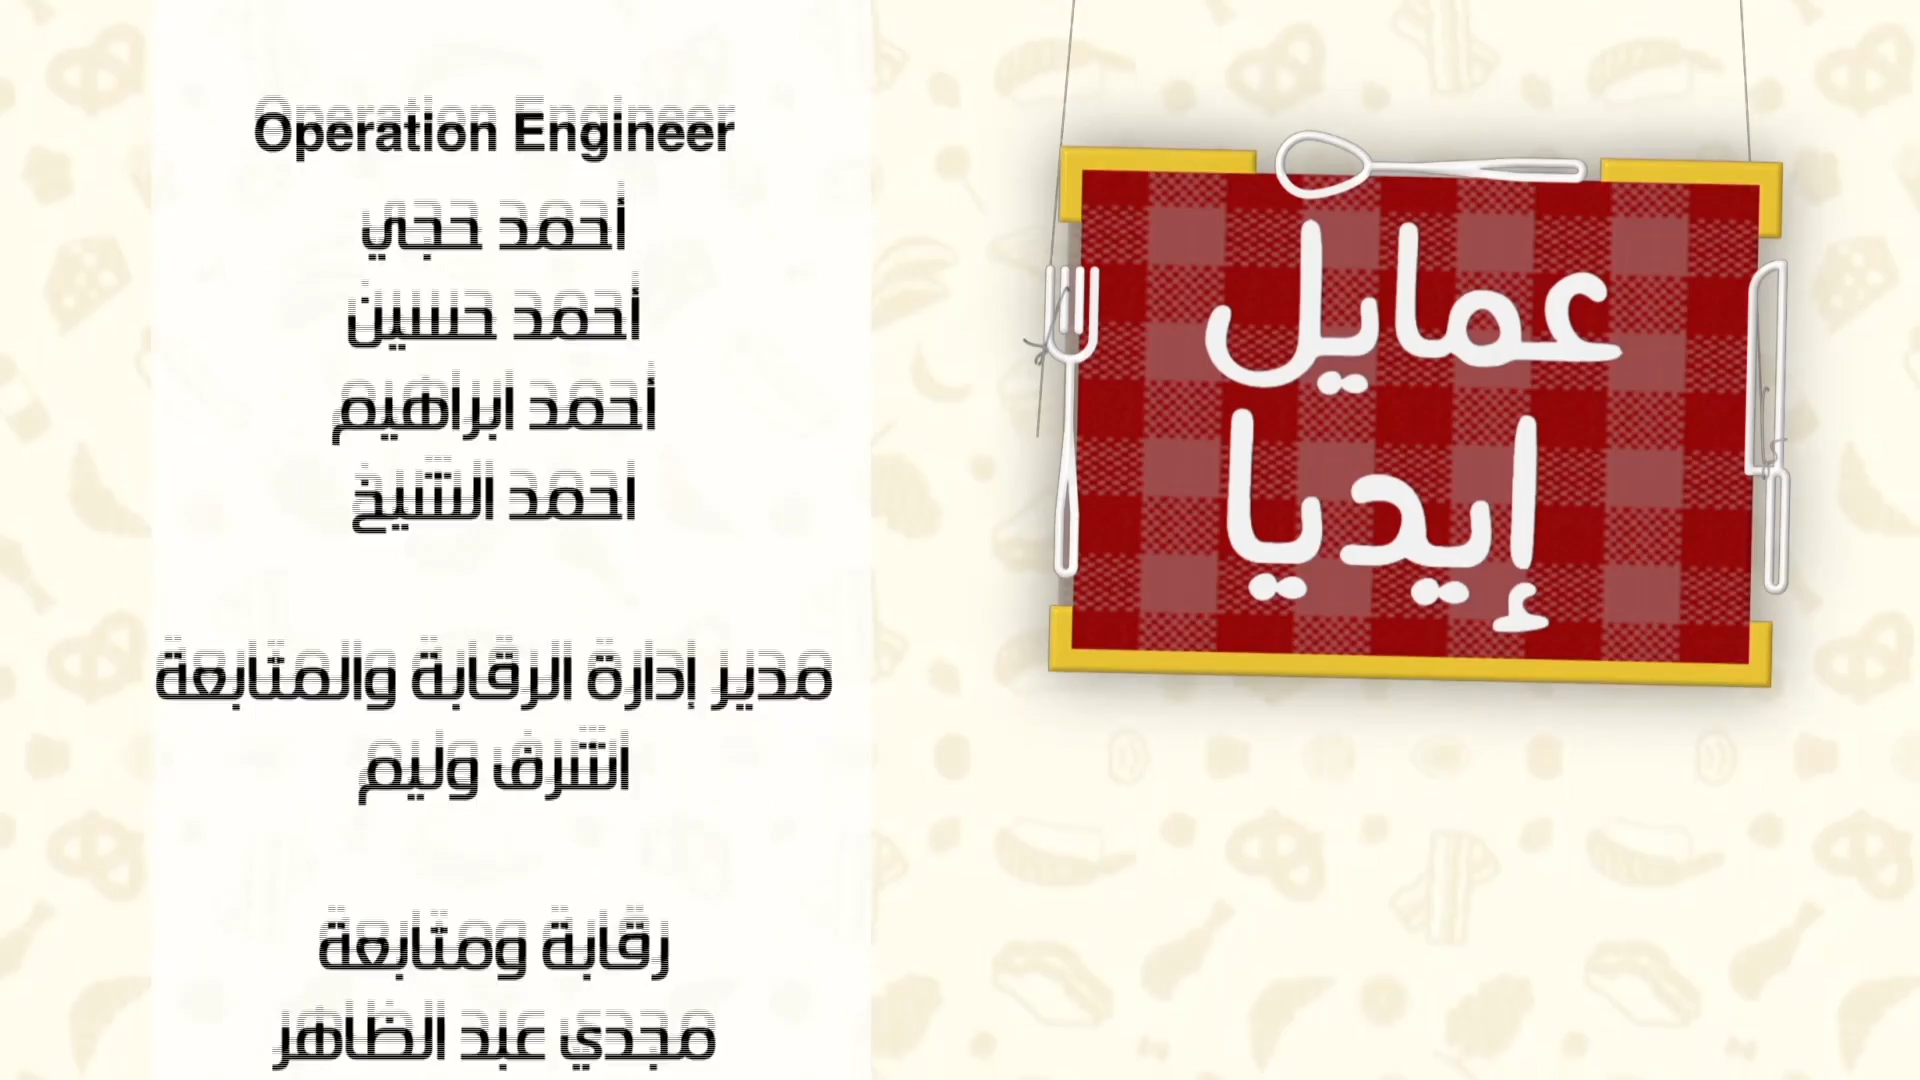 Operation Engineer
أحمد حجي
أحمد حسين
أحمد ابراهيم
احمد الشيخ
مدير إدارة الرقابة والمتابعة
اشرف وليم
رقابة ومتابعة
مجدي عبد الظاهر
عمايل
إيديا